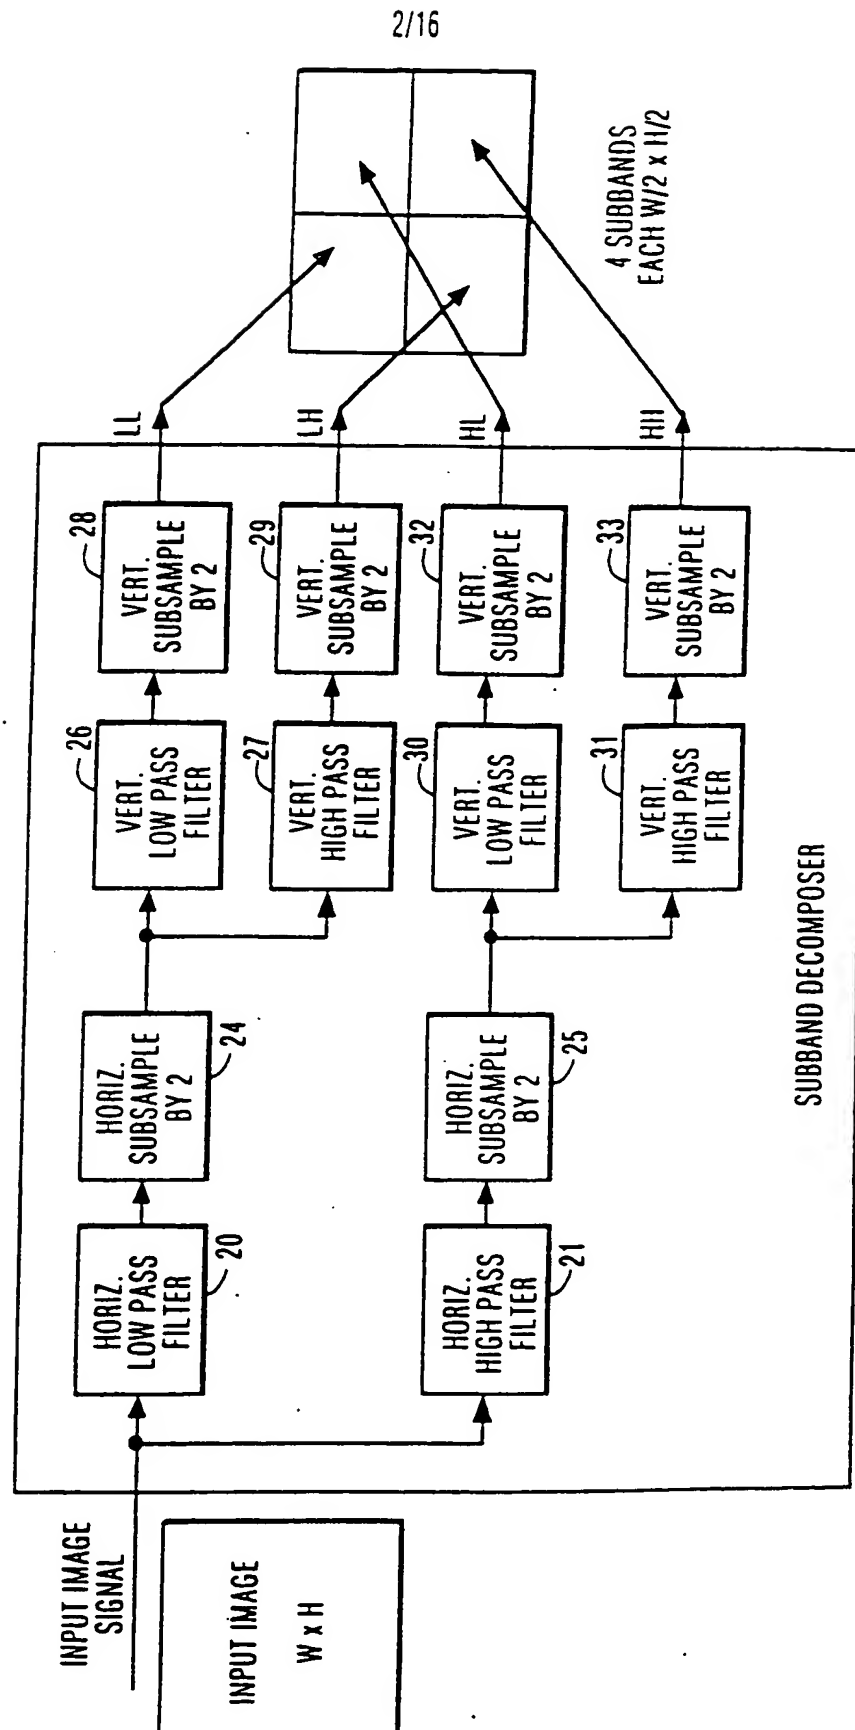 2/16
INPUT IMAGE
SIGNAL
INPUT IMAGE
W x H
HORIZ.
LOW PASS
FILTER
20
HORIZ.
SUBSAMPLE
BY 2
24
VERT.
LOW PASS
FILTER
26
VERT.
SUBSAMPLE
BY 2
28
LL
VERT.
HIGH PASS
FILTER
27
VERT.
SUBSAMPLE
BY 2
29
LH
HORIZ.
HIGH PASS
FILTER
21
HORIZ.
SUBSAMPLE
BY 2
25
VERT.
LOW PASS
FILTER
30
VERT.
SUBSAMPLE
BY 2
32
HL
VERT.
HIGH PASS
FILTER
31
VERT.
SUBSAMPLE
BY 2
33
HH
4 SUBBANDS
EACH W/2 x H/2
SUBBAND DECOMPOSER